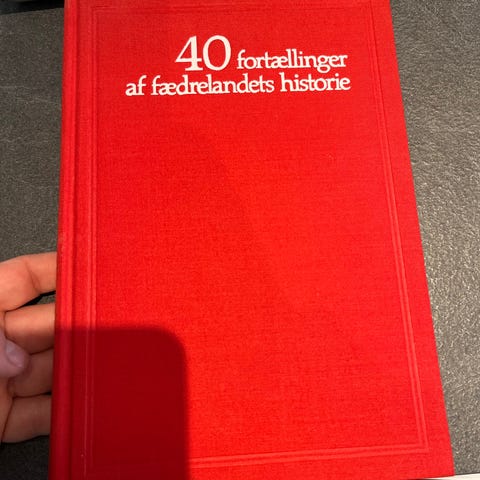 40 fortællinger
af fædrelandets historie